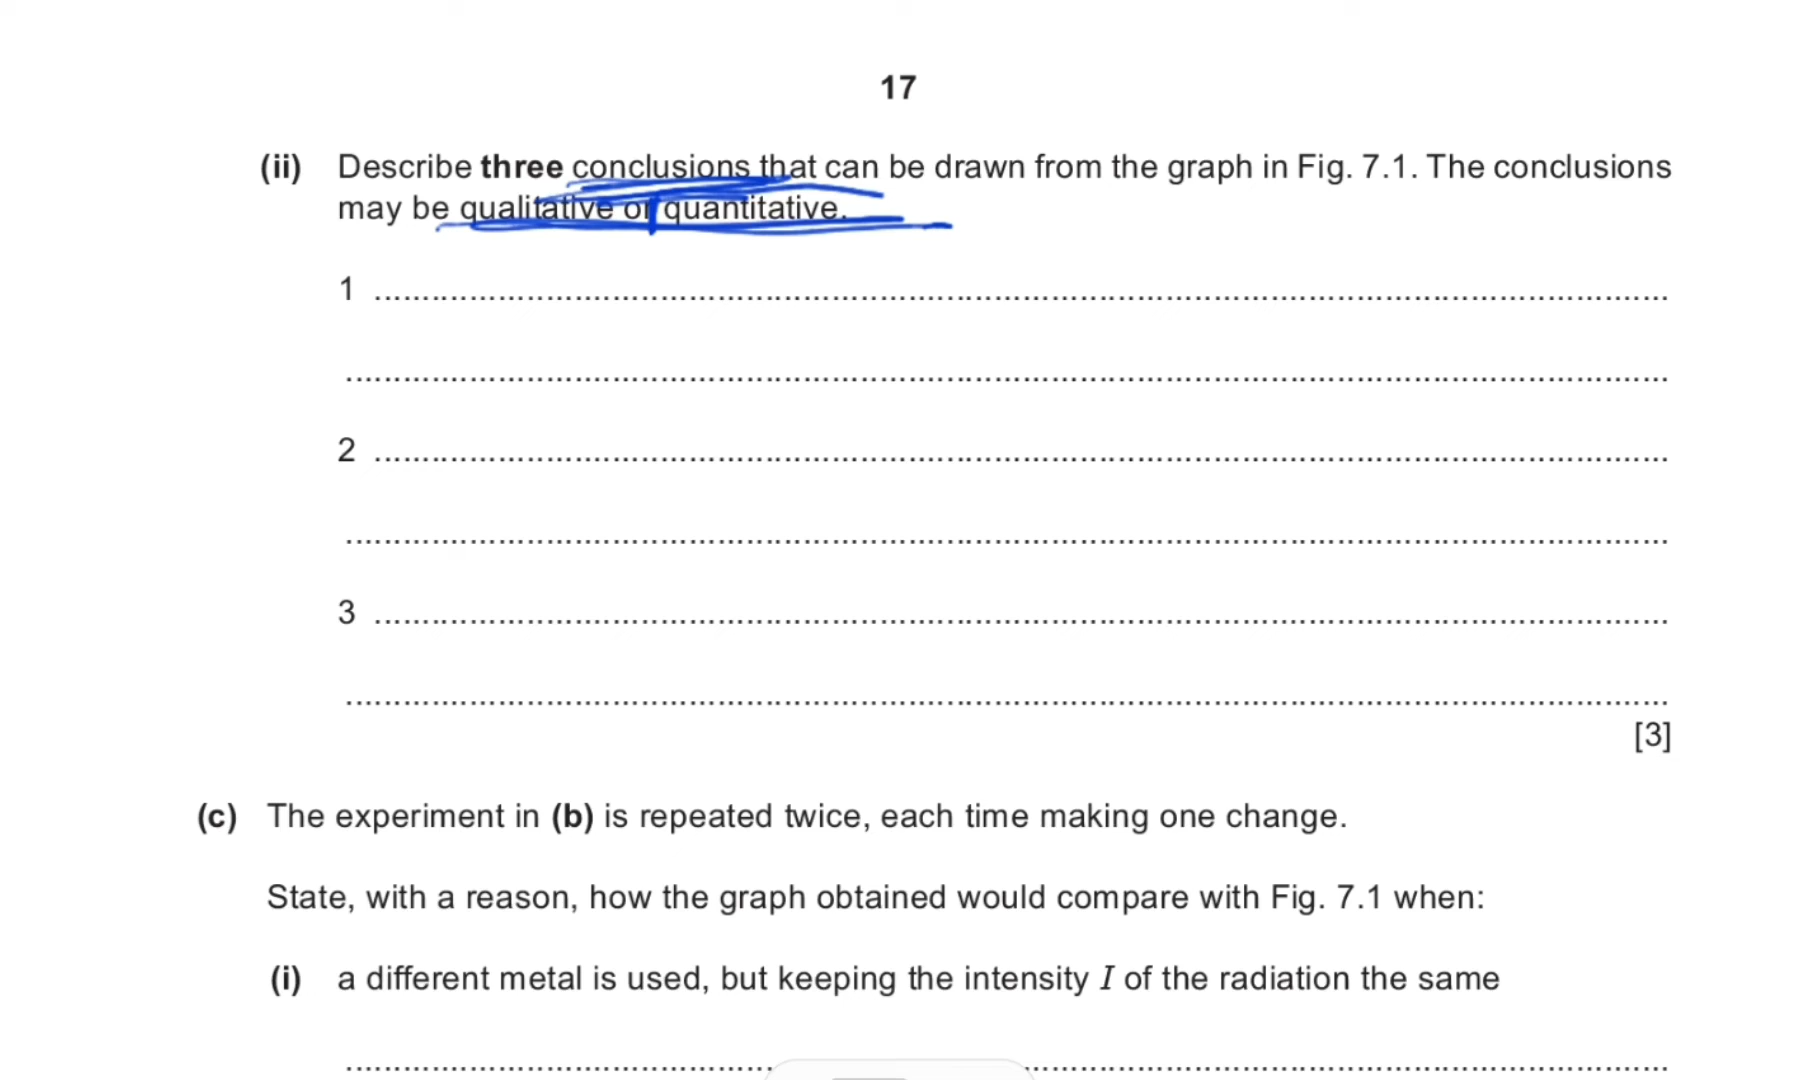 17
(ii) Describe three conclusions that can be drawn from the graph in Fig. 7.1. The conclusions
may be qualitative or quantitative.
1
2
3
[3]
(c) The experiment in (b) is repeated twice, each time making one change.
State, with a reason, how the graph obtained would compare with Fig. 7.1 when:
(i) a different metal is used, but keeping the intensity I of the radiation the same